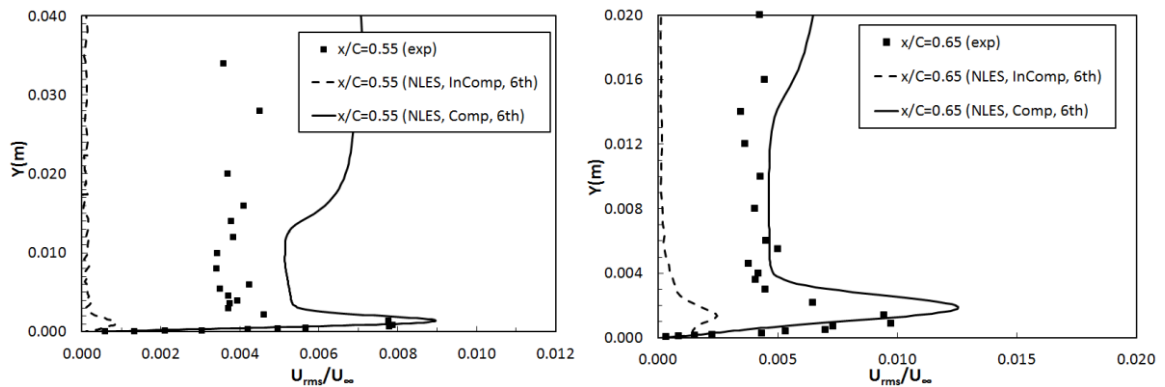 0.040
0.030
0.020
0.010
0.000
Y(m)
x/C=0.55 (exp)
x/C=0.55 (NLES, InComp, 6th)
x/C=0.55 (NLES, Comp, 6th)
0.000 0.002 0.004 0.006 0.008 0.010 0.012
Urms/U∞
0.020
0.016
0.012
0.008
0.004
0.000
Y(m)
x/C=0.65 (exp)
x/C=0.65 (NLES, InComp, 6th)
x/C=0.65 (NLES, Comp, 6th)
0.000 0.005 0.010 0.015 0.020
Urms/U∞